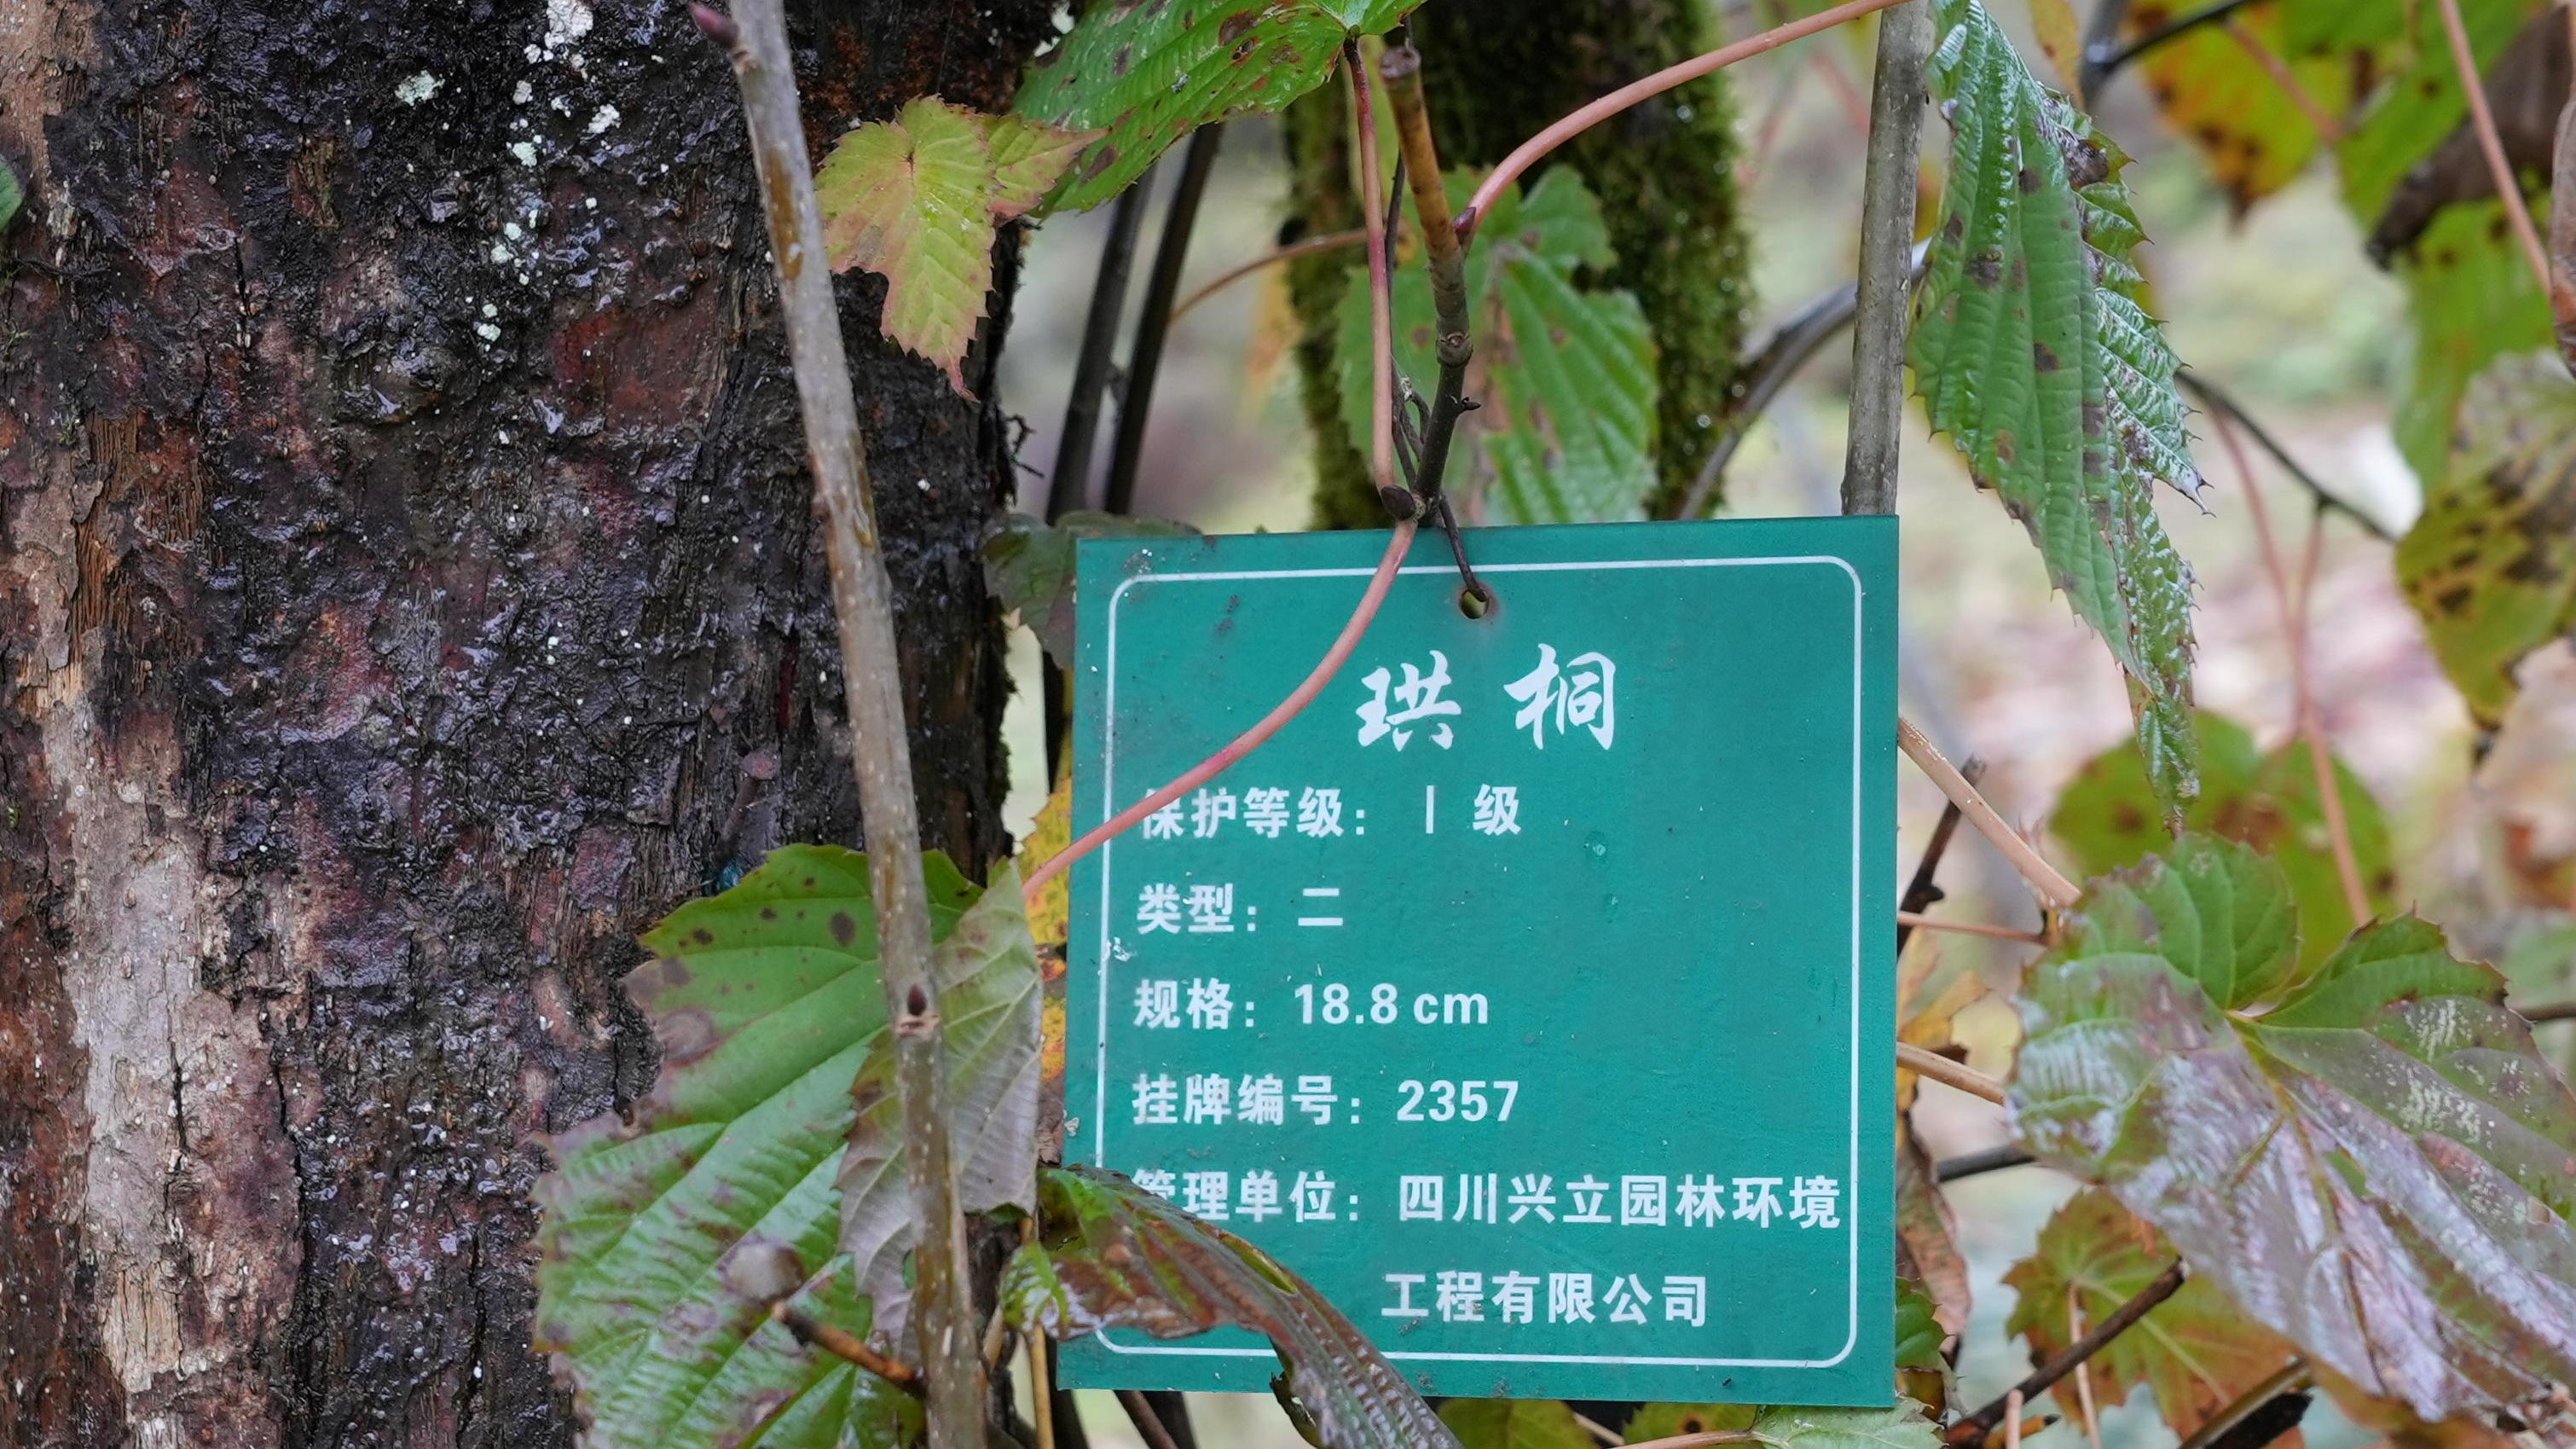 珙桐
保护等级：Ⅰ 级
类型：二
规格：18.8 cm
挂牌编号：2357
管理单位：四川兴立园林环境
工程有限公司